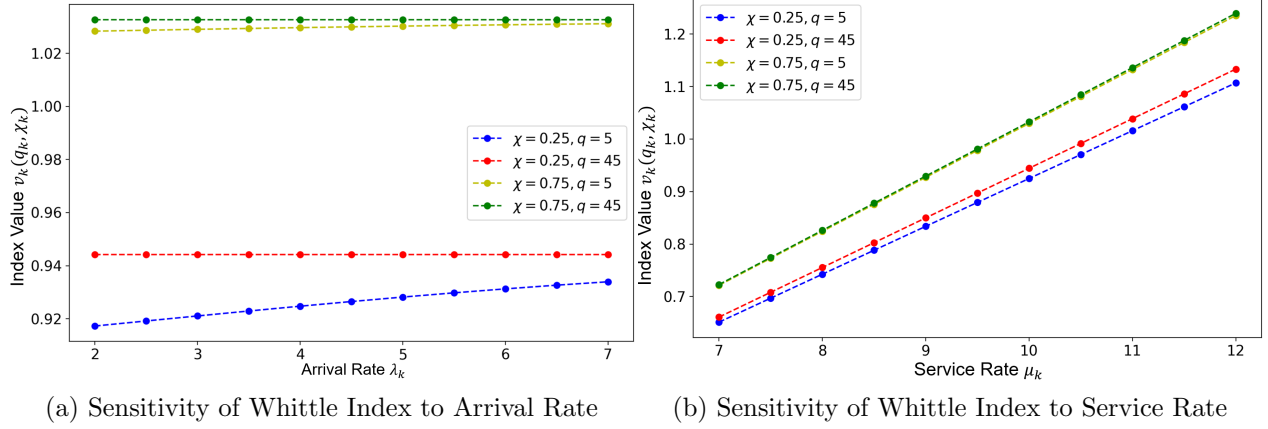 1.02
1.00
0.98
0.96
0.94
0.92
Index Value $v_k(q_k, \chi_k)$
χ = 0.25, q = 5
χ = 0.25, q = 45
χ = 0.75, q = 5
χ = 0.75, q = 45
2 3 4 5 6 7
Arrival Rate $\lambda_k$
(a) Sensitivity of Whittle Index to Arrival Rate
1.2
1.1
1.0
0.9
0.8
0.7
Index Value $v_k(q_k, \chi_k)$
χ = 0.25, q = 5
χ = 0.25, q = 45
χ = 0.75, q = 5
χ = 0.75, q = 45
7 8 9 10 11 12
Service Rate $\mu_k$
(b) Sensitivity of Whittle Index to Service Rate